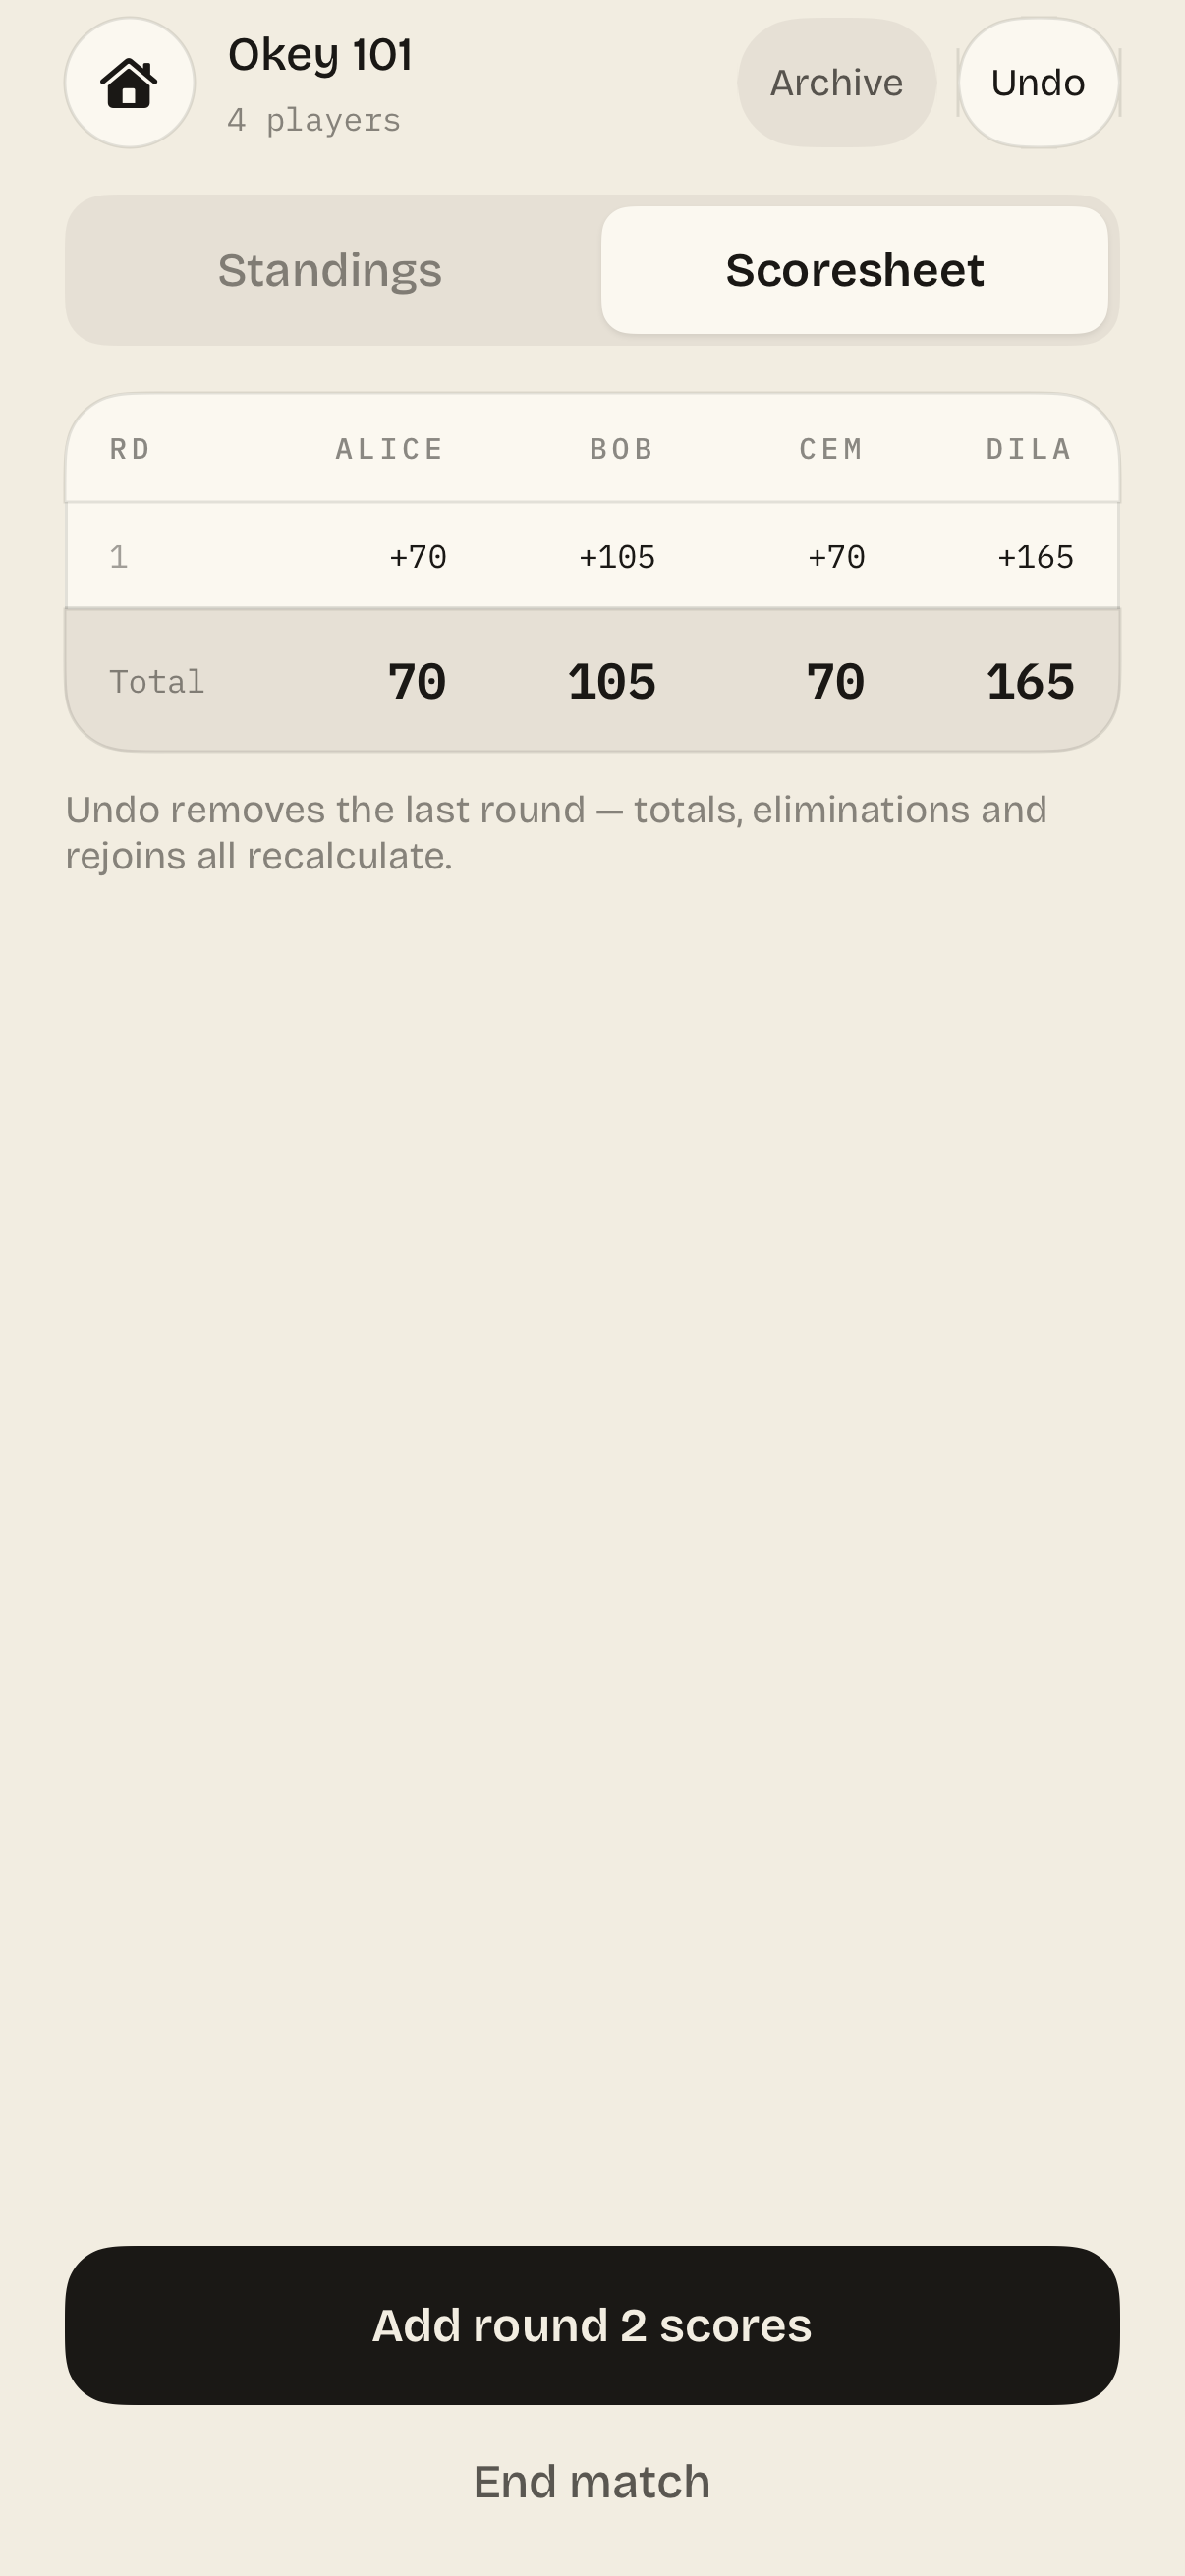 Okey 101
4 players
Archive
Undo
Standings
Scoresheet
RD ALICE BOB CEM DILA
1 +70 +105 +70 +165
Total 70 105 70 165
Undo removes the last round — totals, eliminations and
rejoins all recalculate.
Add round 2 scores
End match